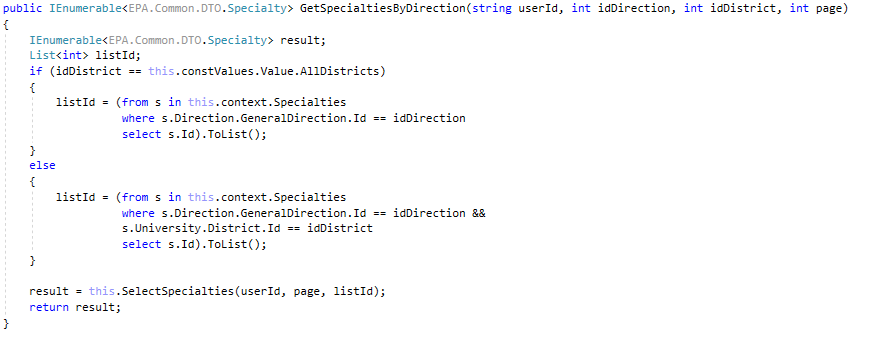 public IEnumerable<EPA.Common.DTO.Specialty> GetSpecialtiesByDirection(string userId, int idDirection, int idDistrict, int page)
{
    IEnumerable<EPA.Common.DTO.Specialty> result;
    List<int> listId;
    if (idDistrict == this.constValues.Value.AllDistricts)
    {
        listId = (from s in this.context.Specialties
                  where s.Direction.GeneralDirection.Id == idDirection
                  select s.Id).ToList();
    }
    else
    {
        listId = (from s in this.context.Specialties
                  where s.Direction.GeneralDirection.Id == idDirection &&
                  s.University.District.Id == idDistrict
                  select s.Id).ToList();
    }

    result = this.SelectSpecialties(userId, page, listId);
    return result;
}